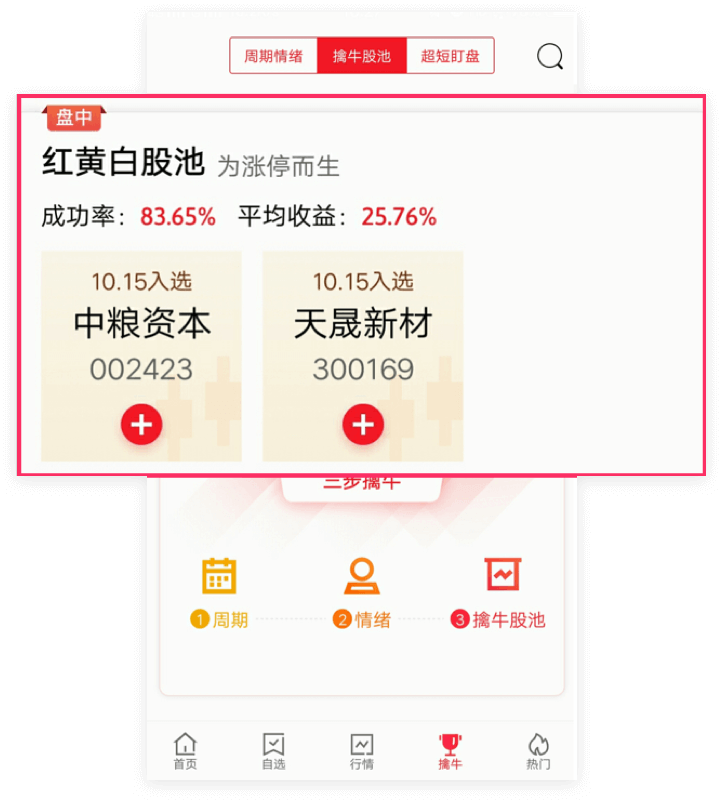 周期情绪 擒牛股池 超短盯盘
盘中
红黄白股池 为涨停而生
成功率：83.65% 平均收益：25.76%
10.15入选 10.15入选
中粮资本 天晟新材
002423 300169
三步擒牛
1周期 2情绪 3擒牛股池
首页 自选 行情 擒牛 热门